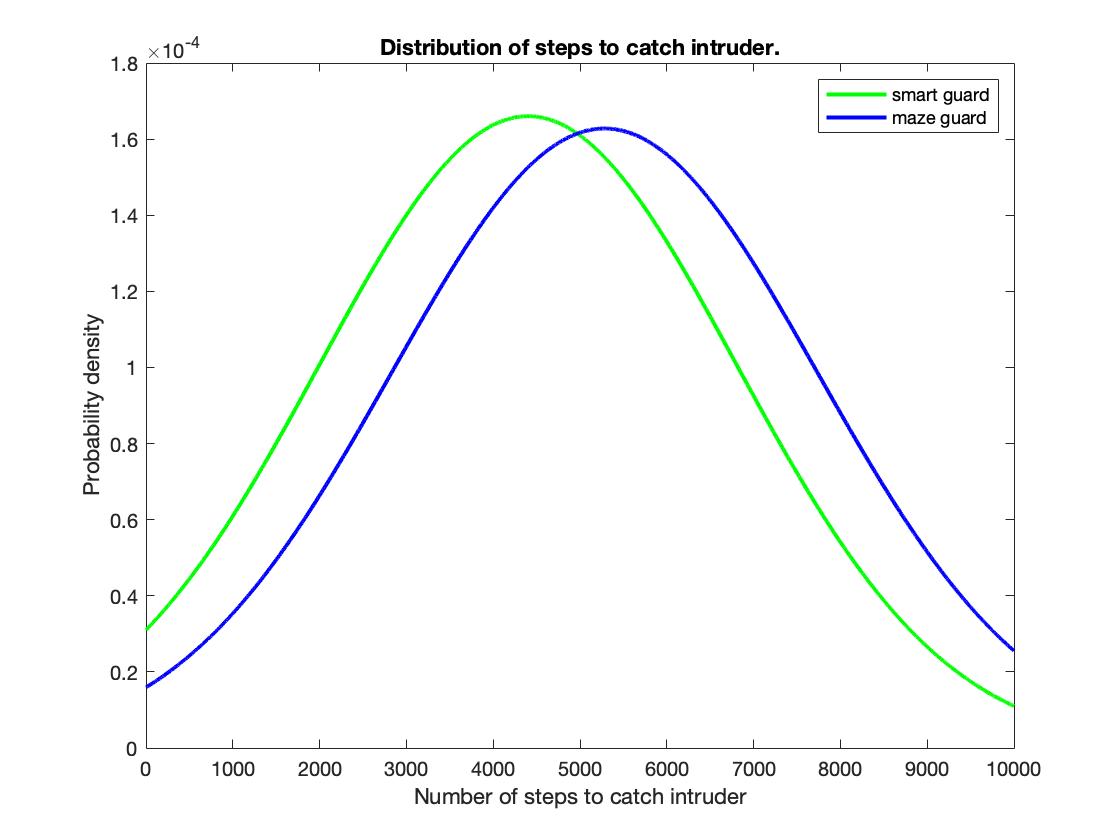 Distribution of steps to catch intruder.
×10-4
1.8
1.6
1.4
1.2
1
0.8
0.6
0.4
0.2
0
Probability density
smart guard
maze guard
0 1000 2000 3000 4000 5000 6000 7000 8000 9000 10000
Number of steps to catch intruder